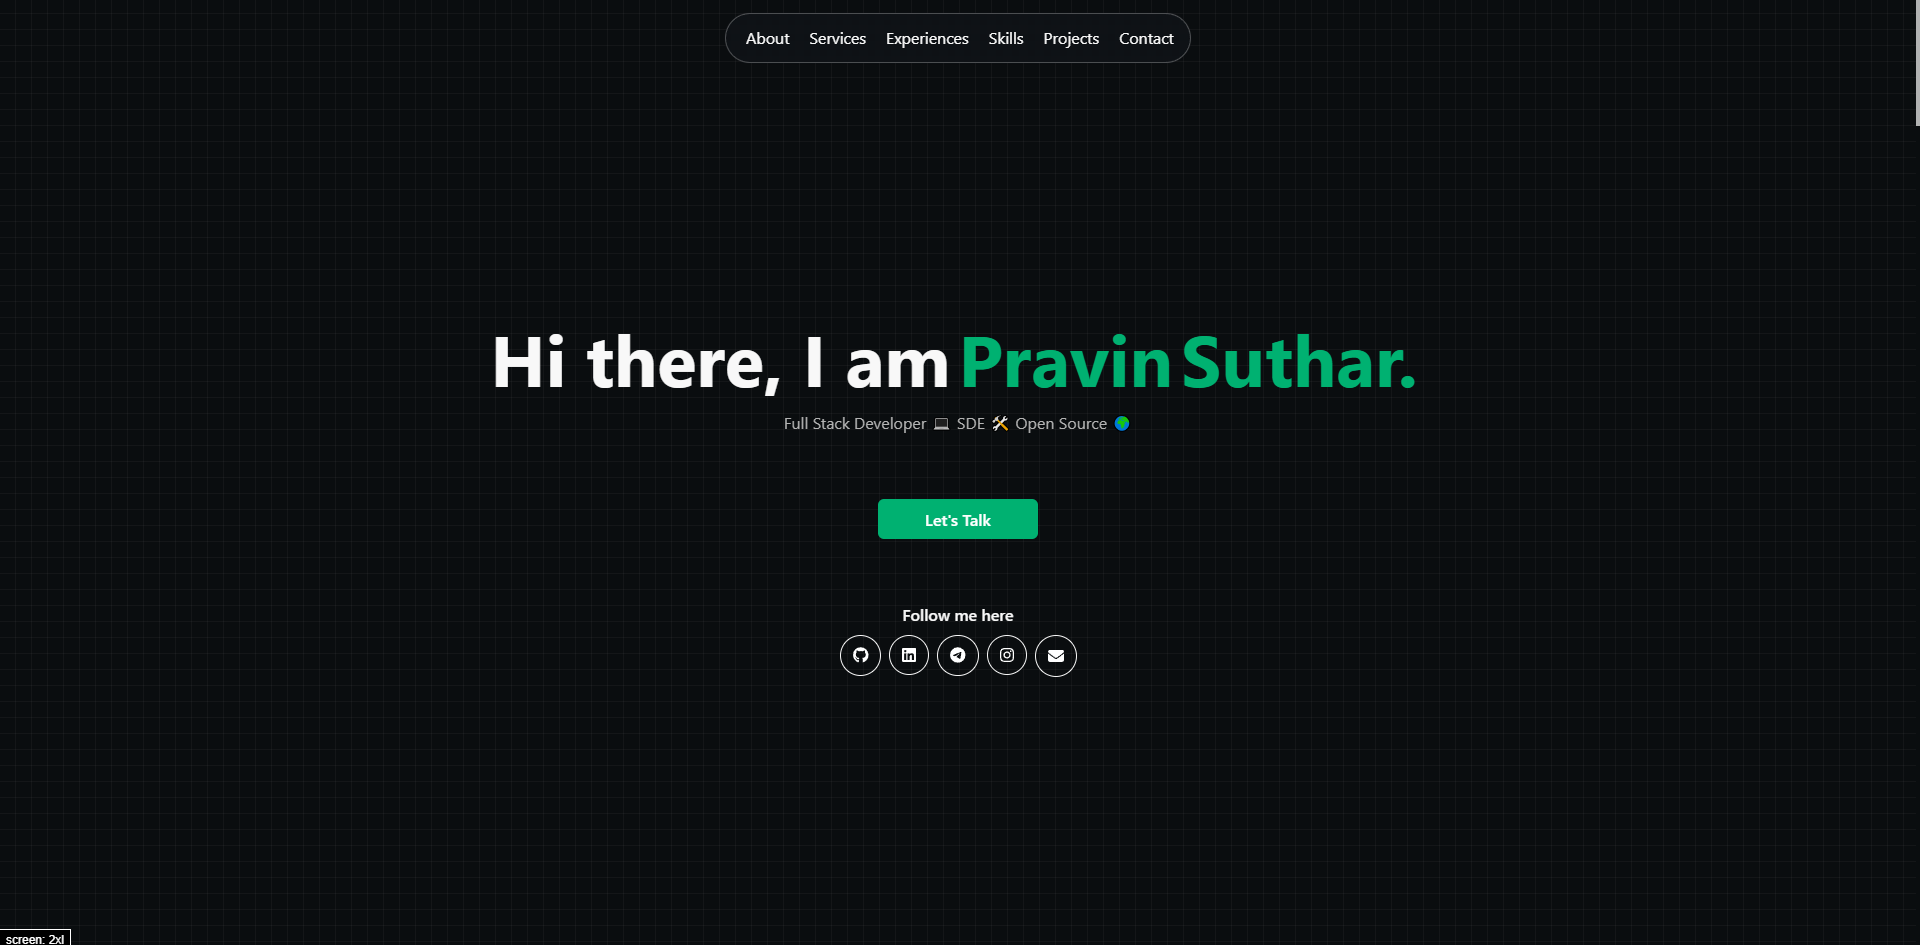 About Services Experiences Skills Projects Contact
Hi there, I am Pravin Suthar.
Full Stack Developer 💻 SDE 🛠️ Open Source 🌍
Let's Talk
Follow me here
screen: 2xl